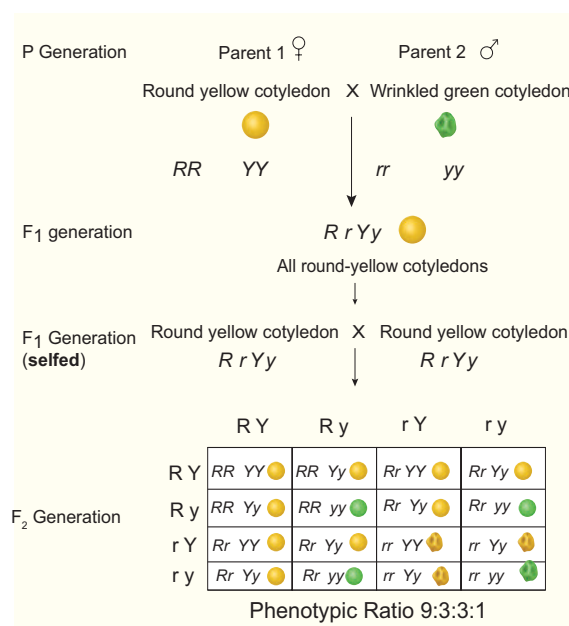 P Generation Parent 1 ♀ Parent 2 ♂
Round yellow cotyledon X Wrinkled green cotyledon
RR YY rr yy
F1 generation R r Y y
All round-yellow cotyledons
F1 Generation Round yellow cotyledon X Round yellow cotyledon
(selfed) R r Y y R r Y y
R Y R y r Y r y
R Y RR YY RR Yy Rr YY Rr Yy
R y RR Yy RR yy Rr Yy Rr yy
F2 Generation
r Y Rr YY Rr Yy rr YY rr Yy
r y Rr Yy Rr yy rr Yy rr yy
Phenotypic Ratio 9:3:3:1